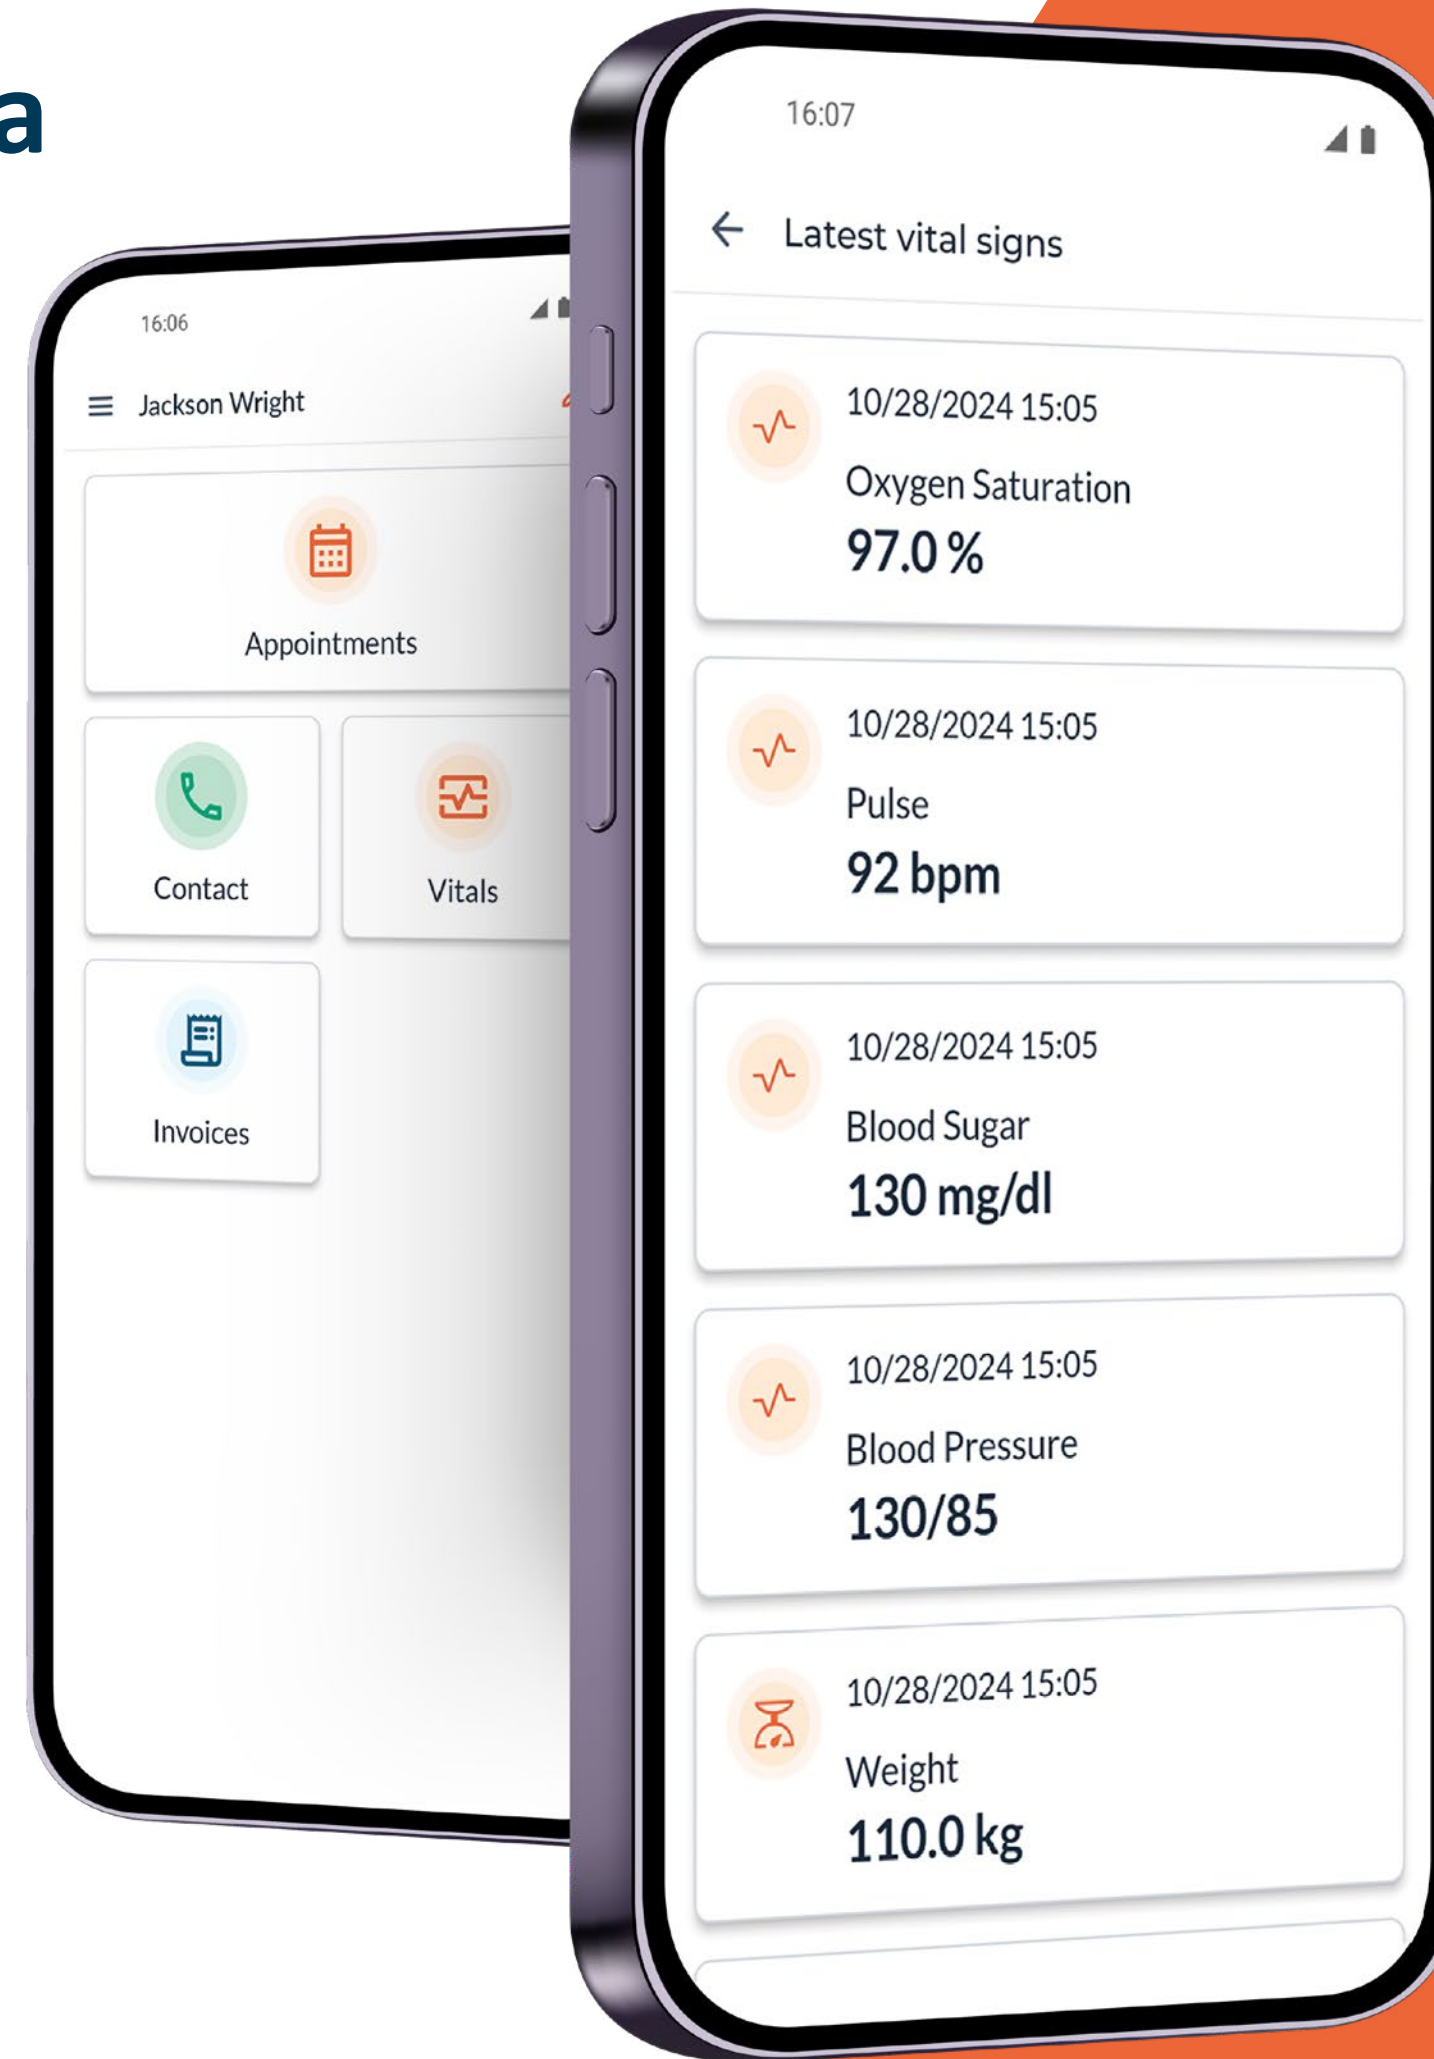 a
16:06
Jackson Wright
Appointments
Contact
Vitals
Invoices
16:07
Latest vital signs
10/28/2024 15:05
Oxygen Saturation
97.0 %
10/28/2024 15:05
Pulse
92 bpm
10/28/2024 15:05
Blood Sugar
130 mg/dl
10/28/2024 15:05
Blood Pressure
130/85
10/28/2024 15:05
Weight
110.0 kg